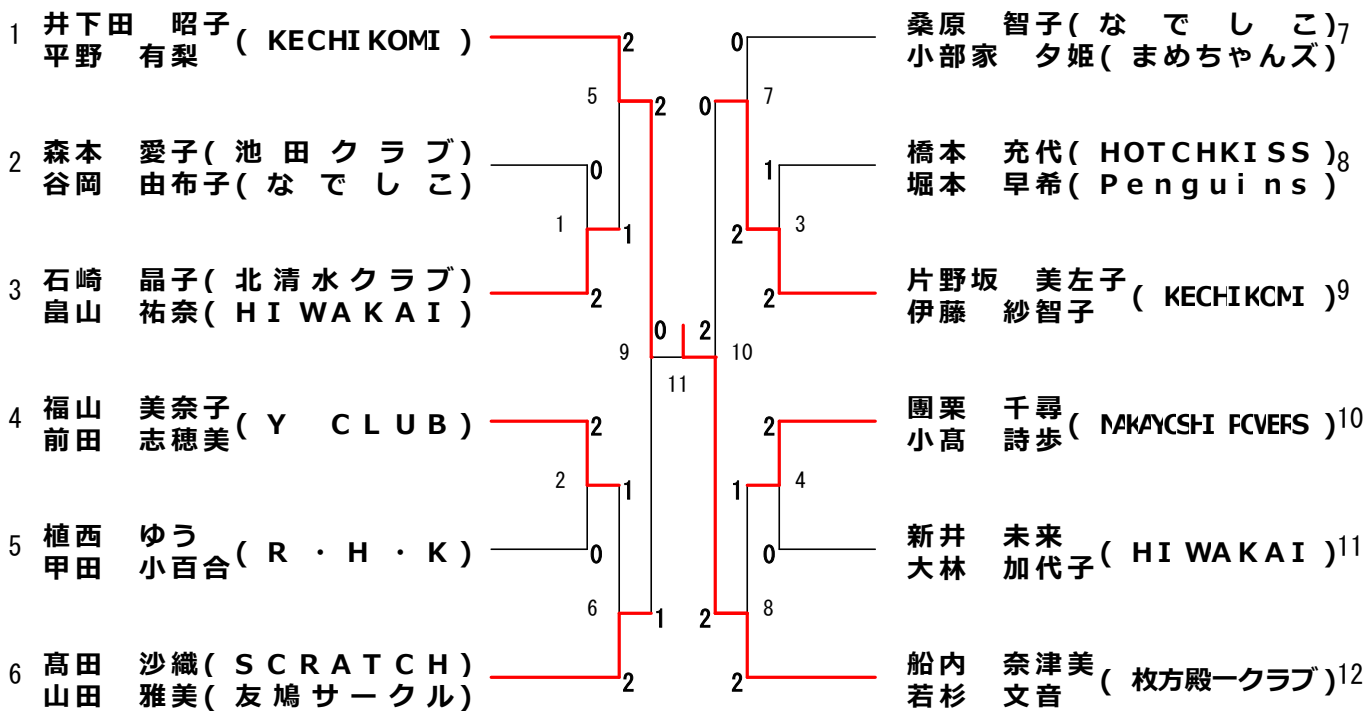 1 井下田 昭子
平野 有梨 ( KECHIKOMI )
2 森本 愛子( 池田クラブ )
谷岡 由布子( なでしこ )
3 石崎 晶子( 北清水クラブ )
畠山 祐奈( HIWAKAI )
4 福山 美奈子
前田 志穂美 ( Y CLUB )
5 植西 ゆう
甲田 小百合 ( R・H・K )
6 髙田 沙織( SCRATCH )
山田 雅美( 友鳩サークル )
2
5
2
0
1
1
2
0
9
2
2
1
0
6
1
2
11
0
7
0
1
3
2
2
2
10
2
4
1
0
8
2
2
桑原 智子( なでしこ ) 7
小部家 夕姫( まめちゃんズ )
橋本 充代( HOTCHKISS ) 8
堀本 早希( Penguins )
片野坂 美左子
伊藤 紗智子 ( KECHIKOMI ) 9
團栗 千尋
小髙 詩歩 ( NAKAYOSHI POWERS ) 10
新井 未来
大林 加代子 ( HIWAKAI ) 11
船内 奈津美
若杉 文音 ( 枚方殿一クラブ ) 12